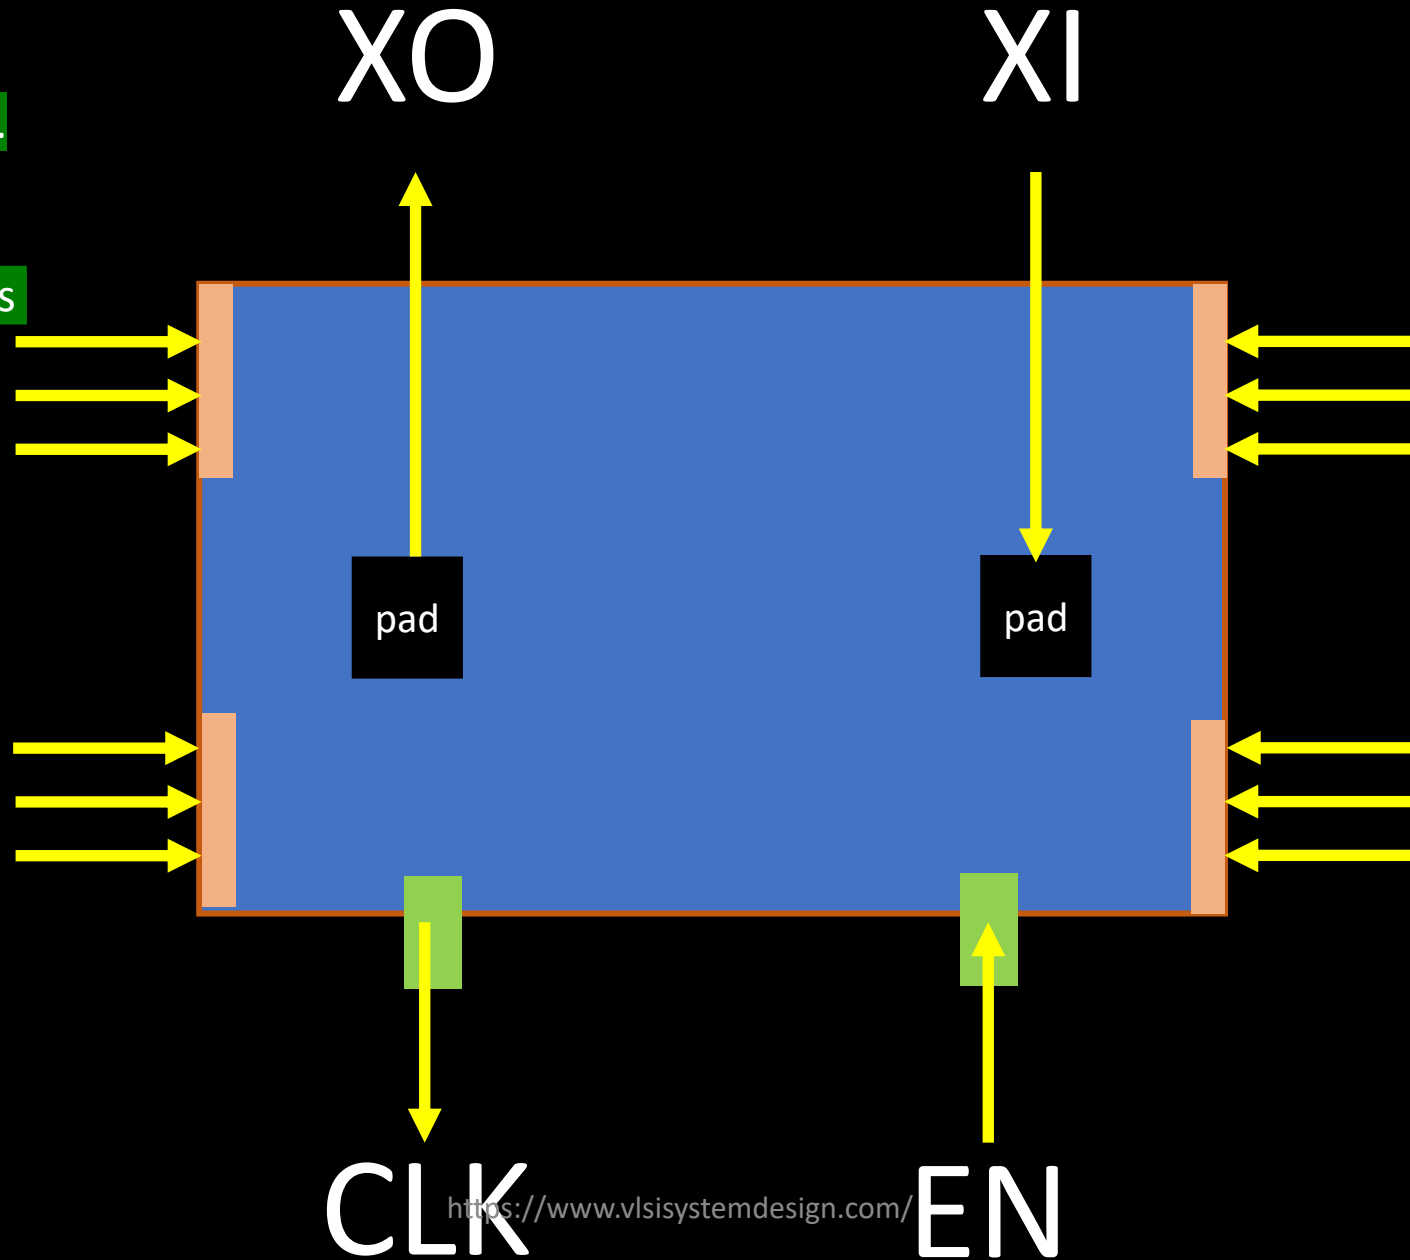 XO XI
.
s
pad pad
CLK EN
https://www.vlsisystemdesign.com/